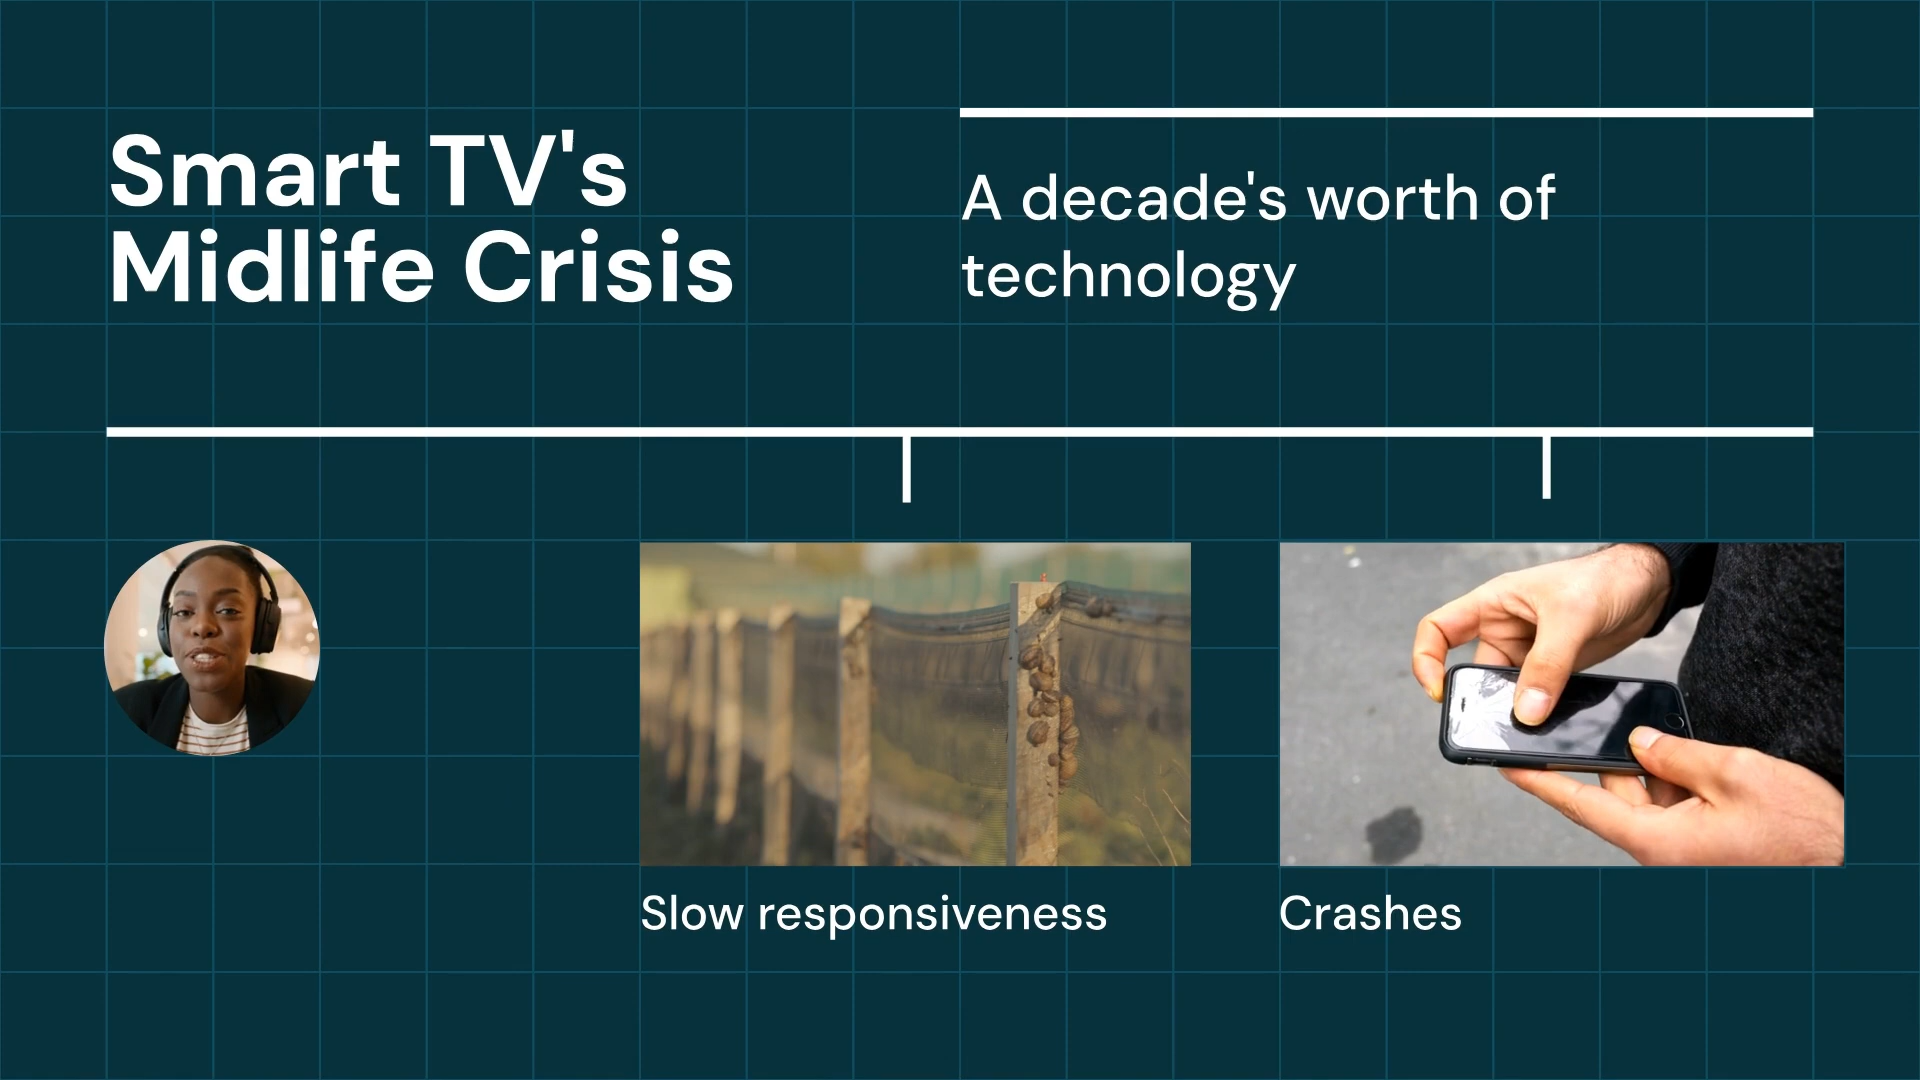 Smart TV's
Midlife Crisis
A decade's worth of
technology
Slow responsiveness
Crashes